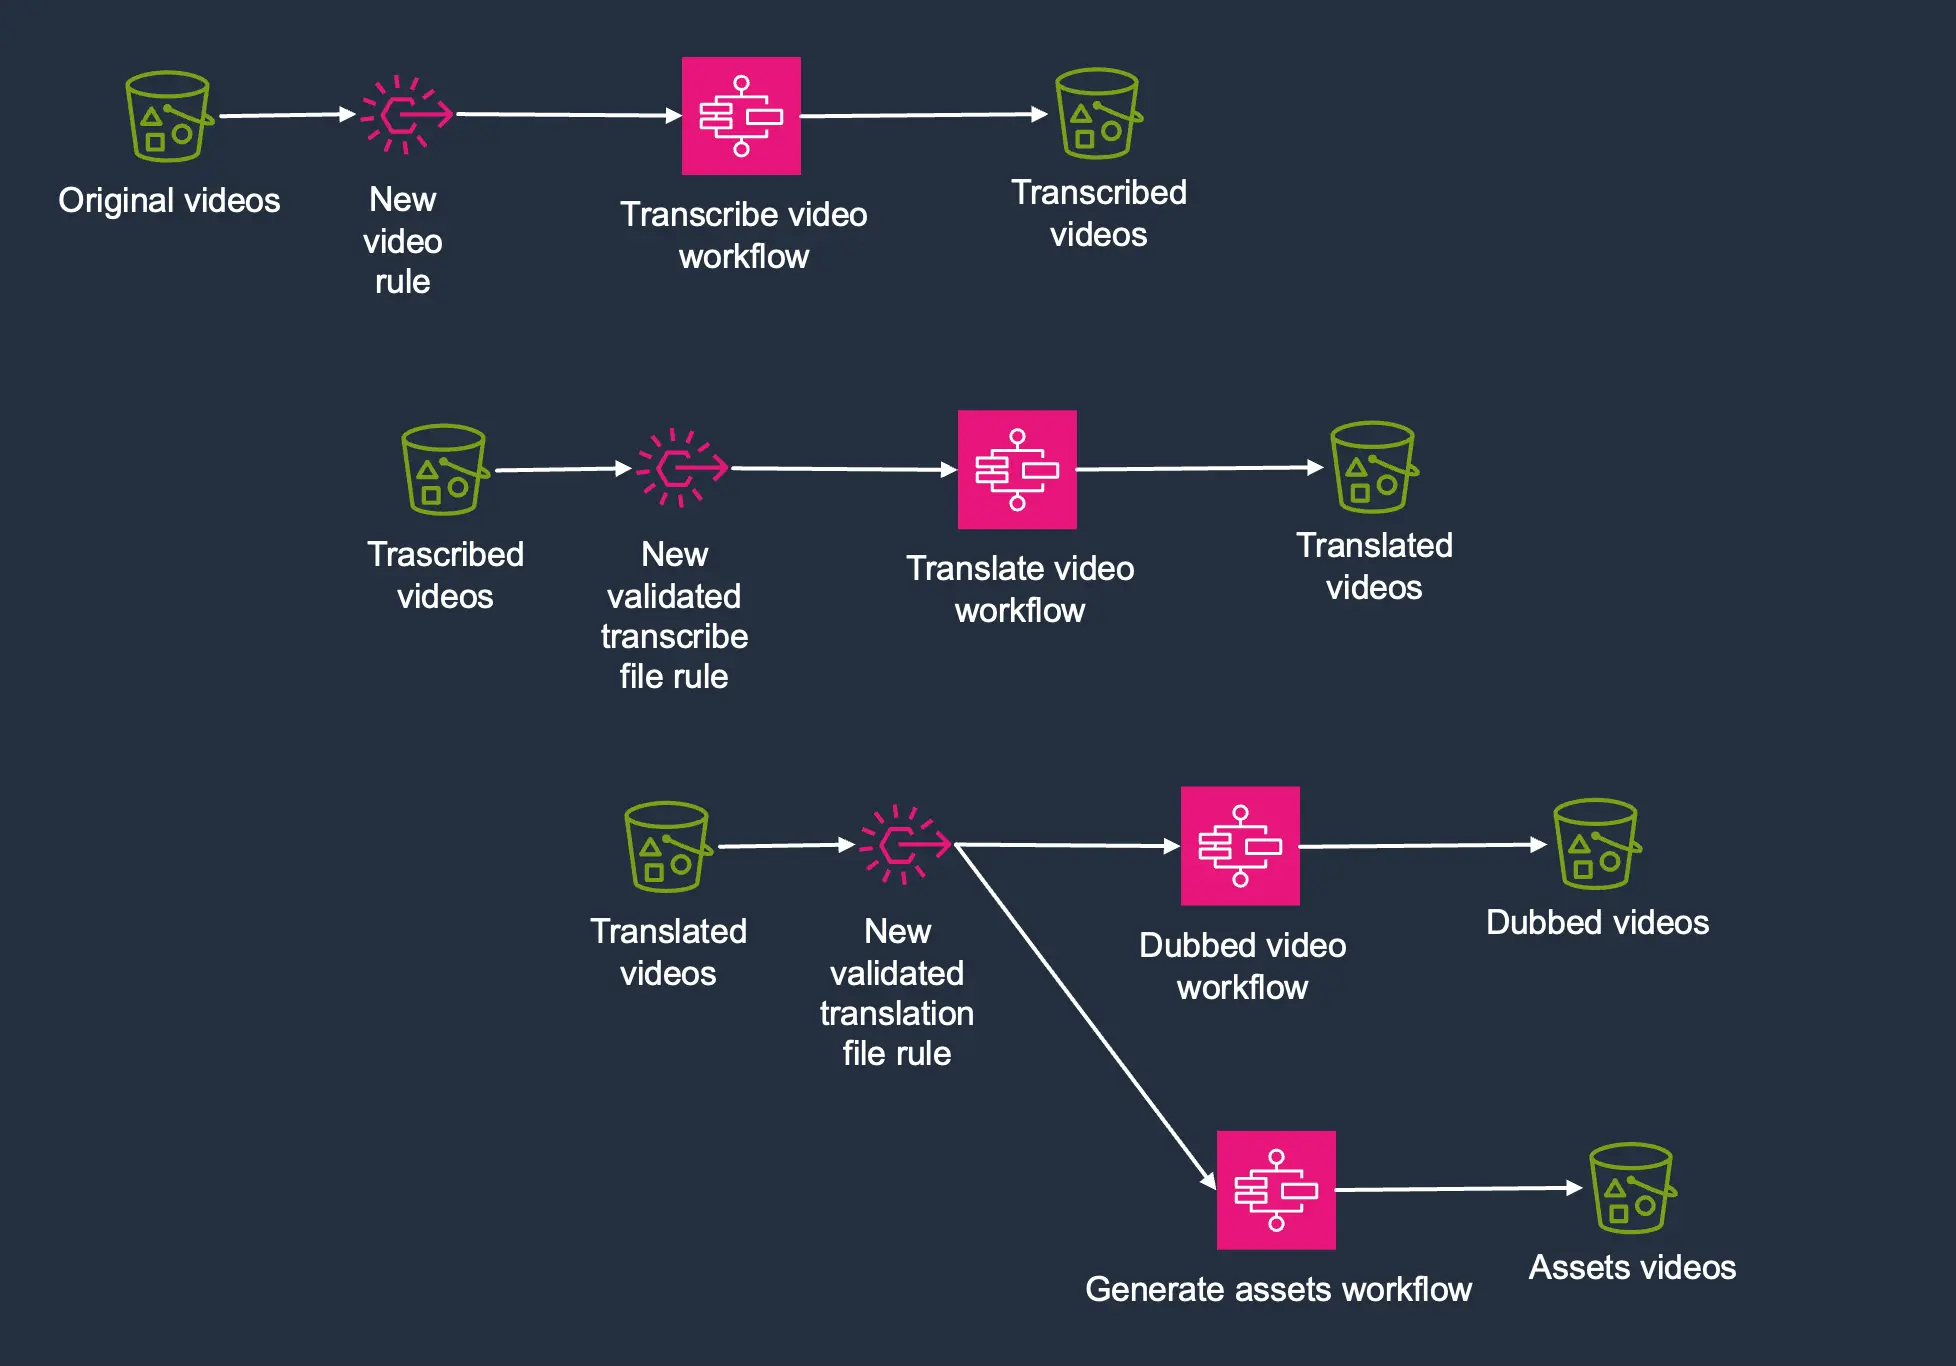 Original videos
New
video
rule
Transcribe video
workflow
Transcribed
videos
Trascribed
videos
New
validated
transcribe
file rule
Translate video
workflow
Translated
videos
Translated
videos
New
validated
translation
file rule
Dubbed video
workflow
Dubbed videos
Generate assets workflow
Assets videos